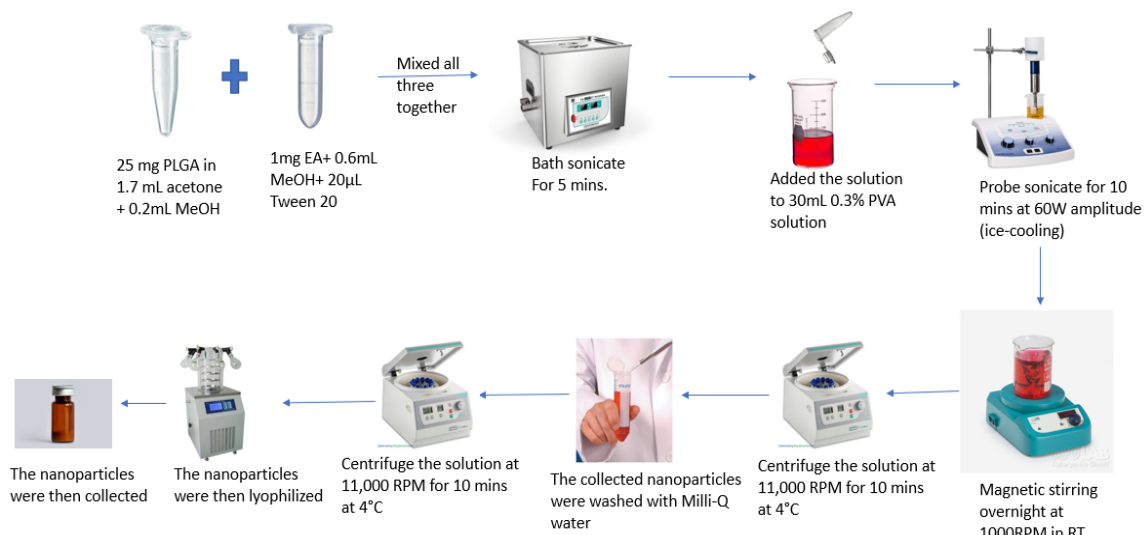 25 mg PLGA in
1.7 mL acetone
+ 0.2mL MeOH
1mg EA+ 0.6mL
MeOH+ 20µL
Tween 20
Mixed all
three
together
Bath sonicate
For 5 mins.
Added the solution
to 30mL 0.3% PVA
solution
Probe sonicate for 10
mins at 60W amplitude
(ice-cooling)
Magnetic stirring
overnight at
1000RPM in RT
Centrifuge the solution at
11,000 RPM for 10 mins
at 4°C
The collected nanoparticles
were washed with Milli-Q
water
Centrifuge the solution at
11,000 RPM for 10 mins
at 4°C
The nanoparticles
were then lyophilized
The nanoparticles
were then collected